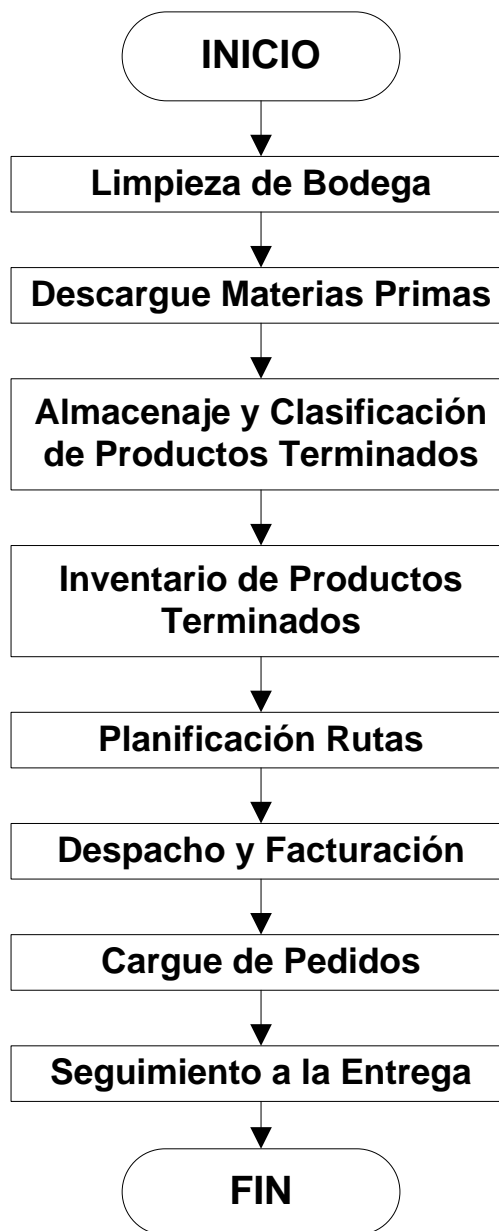 INICIO
Limpieza de Bodega
Descargue Materias Primas
Almacenaje y Clasificación
de Productos Terminados
Inventario de Productos
Terminados
Planificación Rutas
Despacho y Facturación
Cargue de Pedidos
Seguimiento a la Entrega
FIN